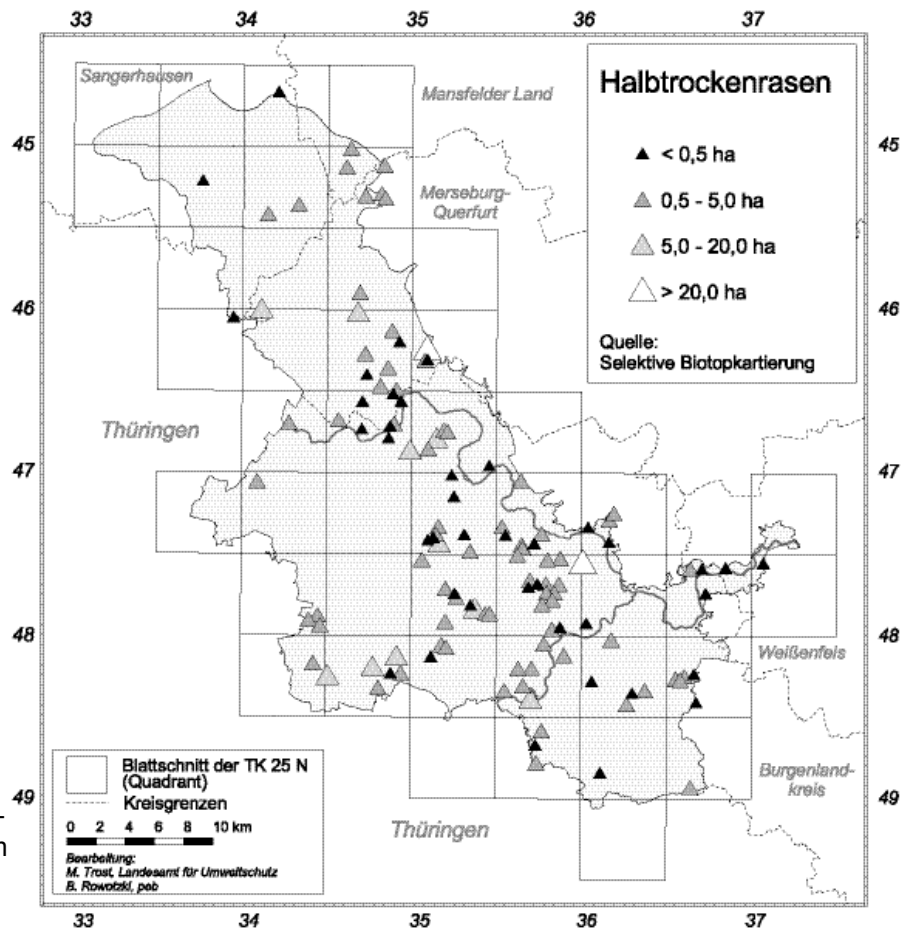 33 34 35 36 37
Sangerhausen
Mansfelder Land
Halbtrockenrasen
45 45
< 0,5 ha
Merseburg-
Querfurt
0,5 - 5,0 ha
5,0 - 20,0 ha
46 46
> 20,0 ha
Quelle:
Selektive Biotopkartierung
Thüringen
47 47
48 48
Weißenfels
Blattschnitt der TK 25 N
(Quadrant)
Kreisgrenzen
0 2 4 6 8 10 km
Bearbeitung:
M. Trost, Landesamt für Umweltschutz
B. Rowotzki, pob
Burgenland-
kreis
49 49
Thüringen
-
n
33 34 35 36 37